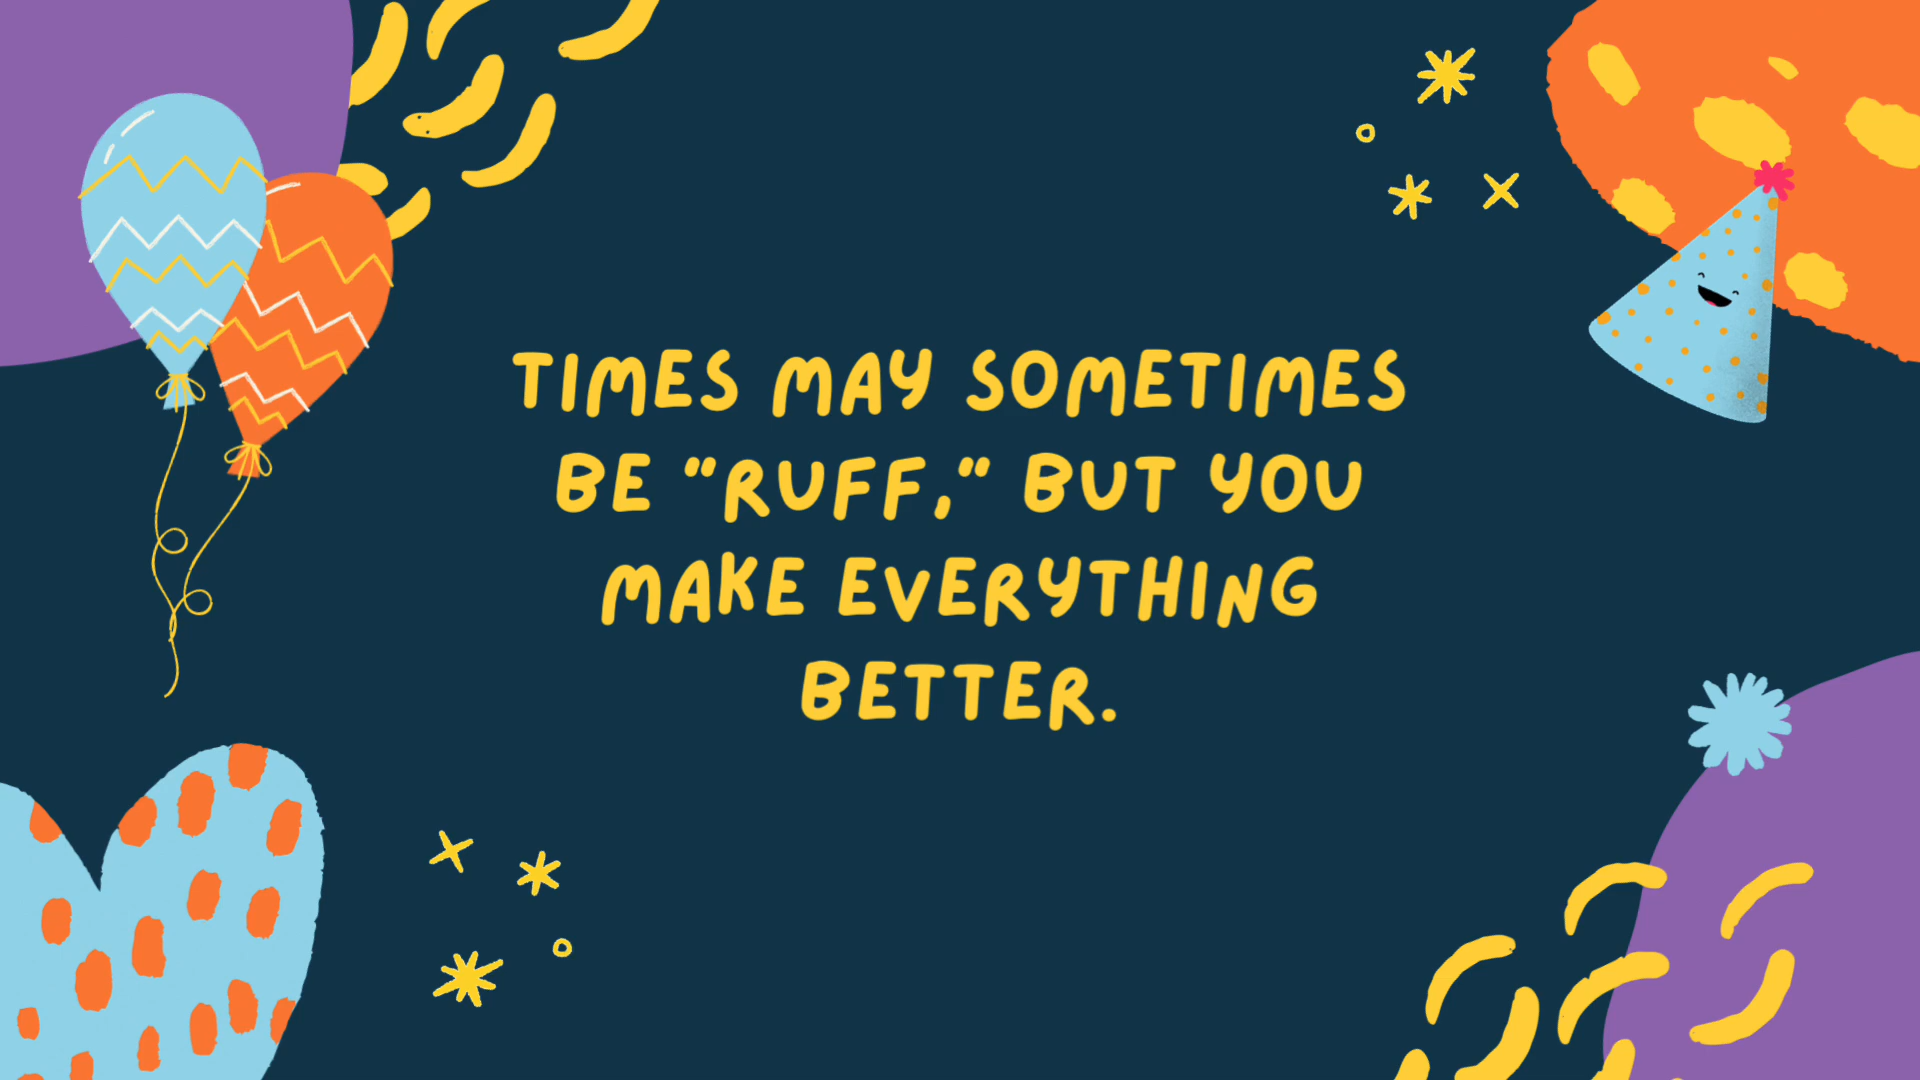 TIMES MAY SOMETIMES
BE “RUFF,“ BUT YOU
MAKE EVERYTHING
BETTER.